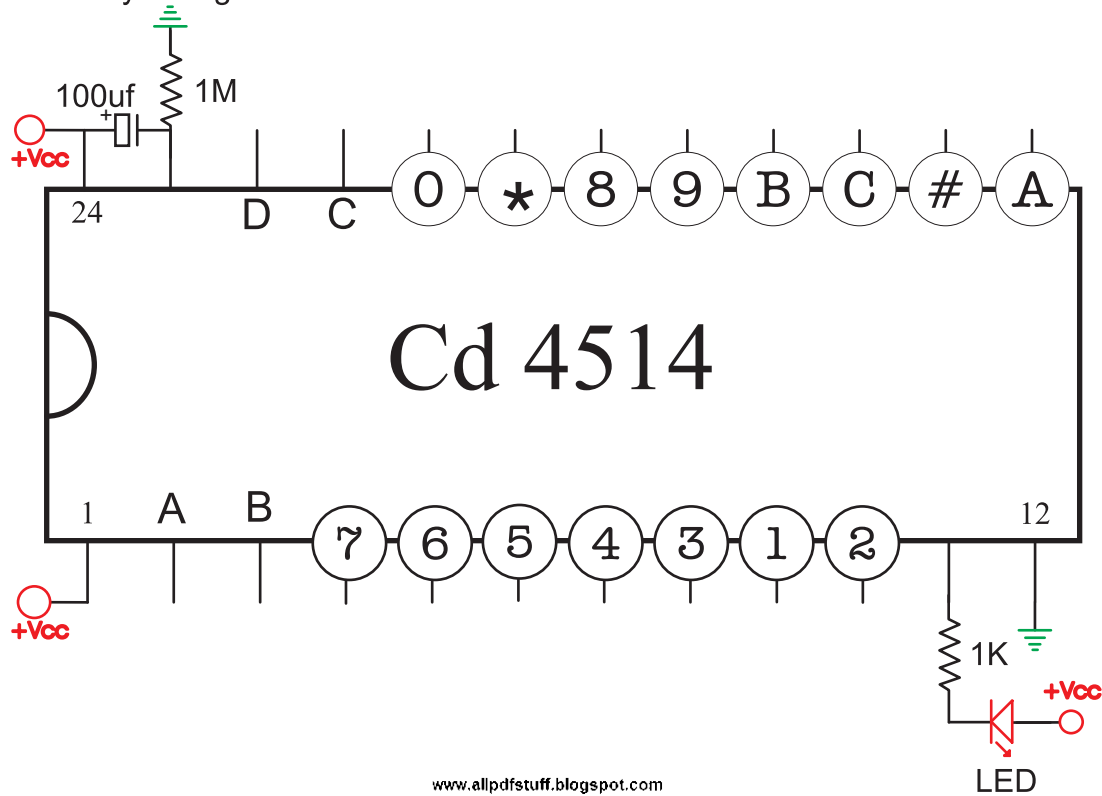 100uf
+
1M
+Vcc
24
D C 0 * 8 9 B C # A
Cd 4514
1 A B 7 6 5 4 3 1 2 12
+Vcc
1K
+Vcc
LED
www.allpdfstuff.blogspot.com